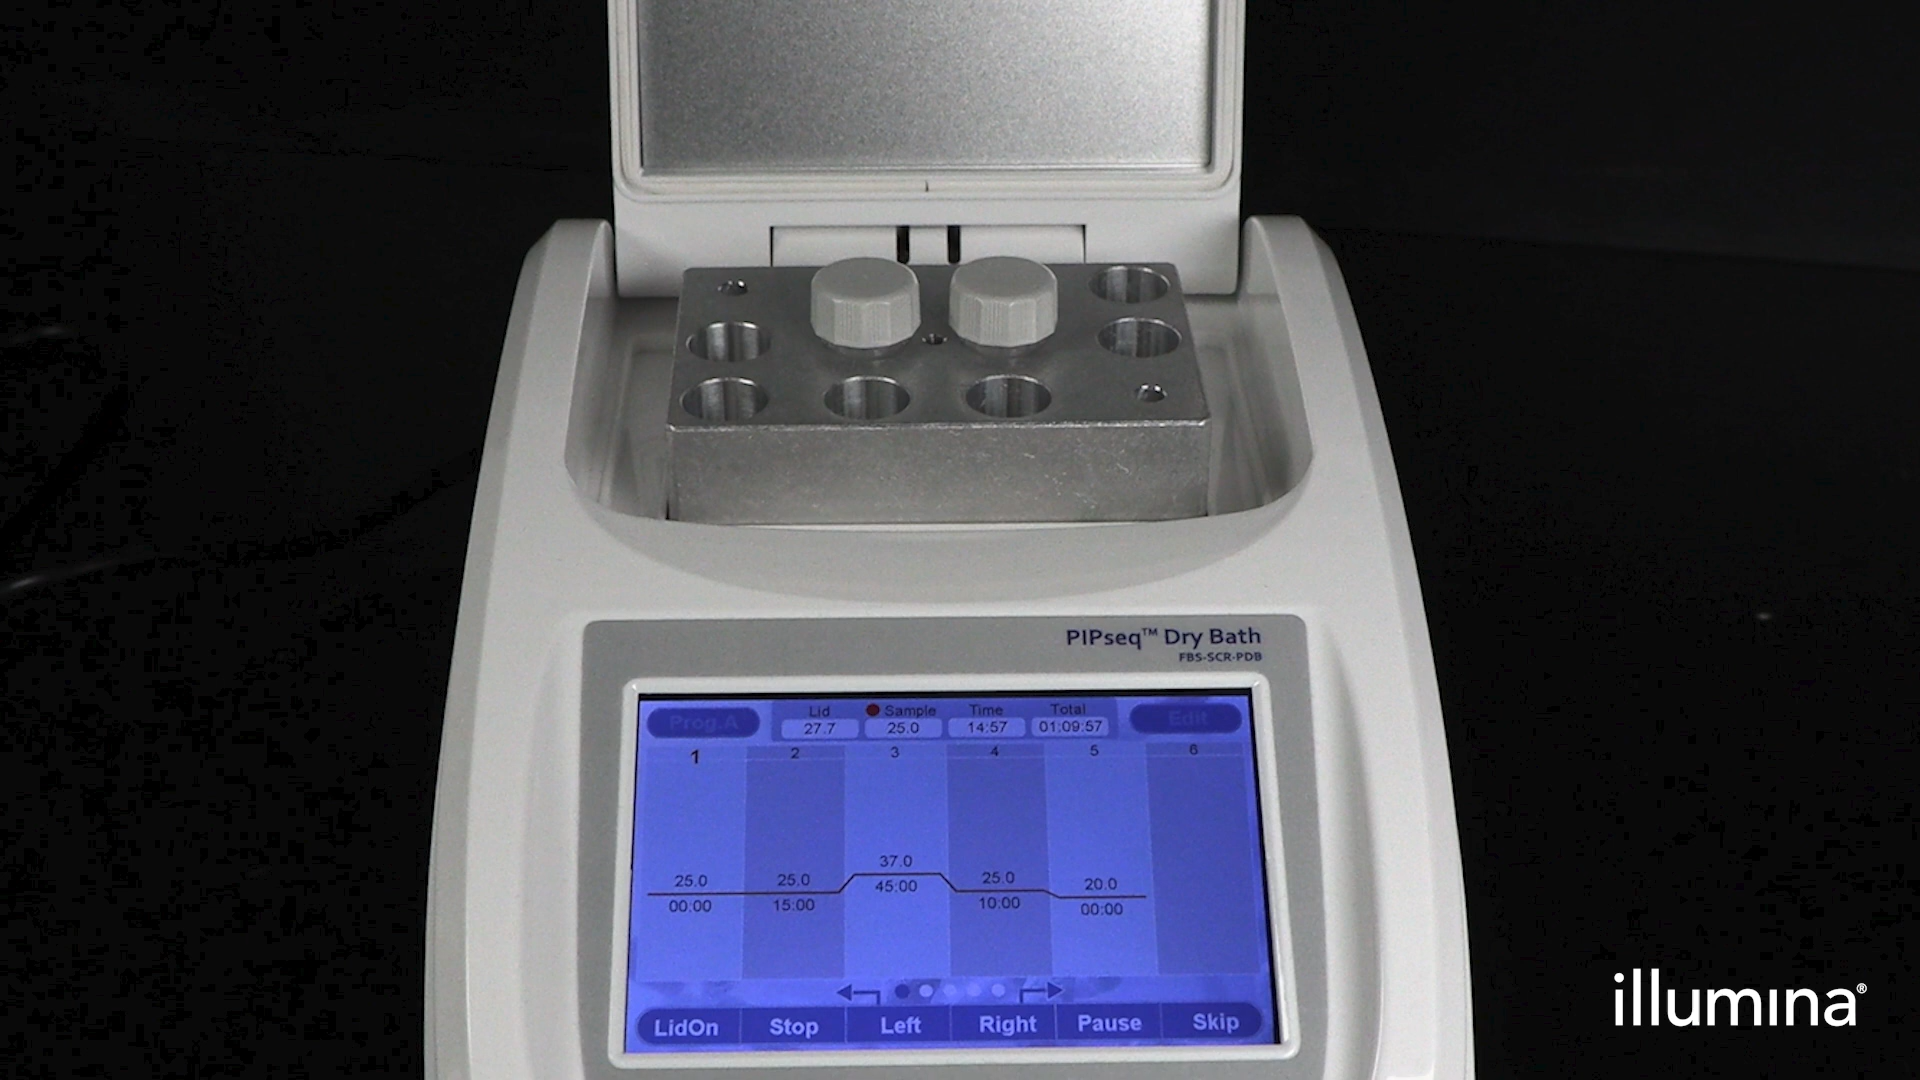 PIPseq™ Dry Bath
FBS-SCR-PDB
Prog.A
Lid Sample Time Total
27.7 25.0 14:57 01:09:57
Edit
1 2 3 4 5 6
25.0 25.0 37.0 25.0 20.0
00:00 15:00 45:00 10:00 00:00
LidOn Stop Left Right Pause Skip
illumina®